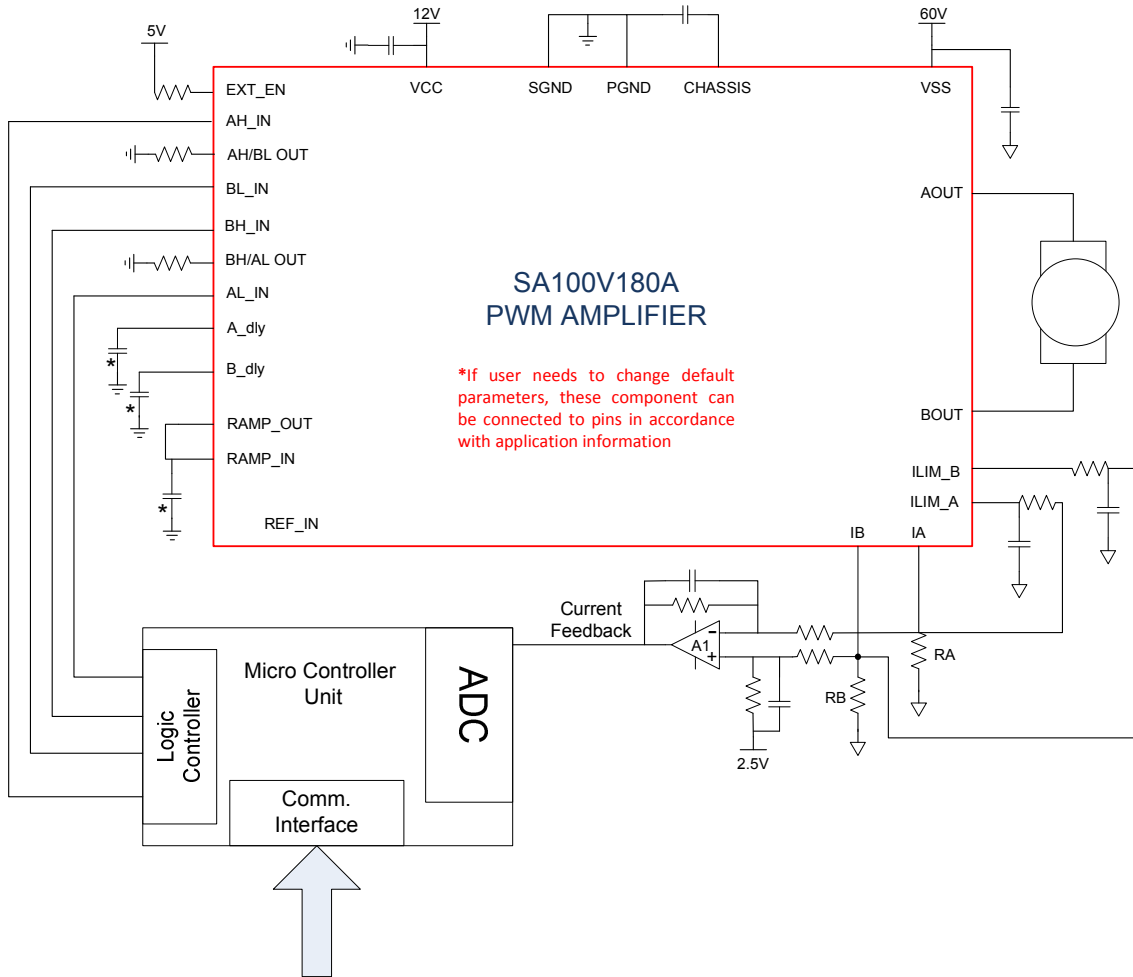 12V
60V
5V
EXT_EN
VCC
SGND
PGND
CHASSIS
VSS
AH_IN
AH/BL OUT
BL_IN
AOUT
BH_IN
BH/AL OUT
AL_IN
SA100V180A
PWM AMPLIFIER
A_dly
*
B_dly
*
*If user needs to change default
parameters, these component can
be connected to pins in accordance
with application information
BOUT
RAMP_OUT
RAMP_IN
*
ILIM_B
ILIM_A
REF_IN
IB
IA
Current
Feedback
-
A1
+
RA
RB
2.5V
Micro Controller
Unit
ADC
Logic
Controller
Comm.
Interface